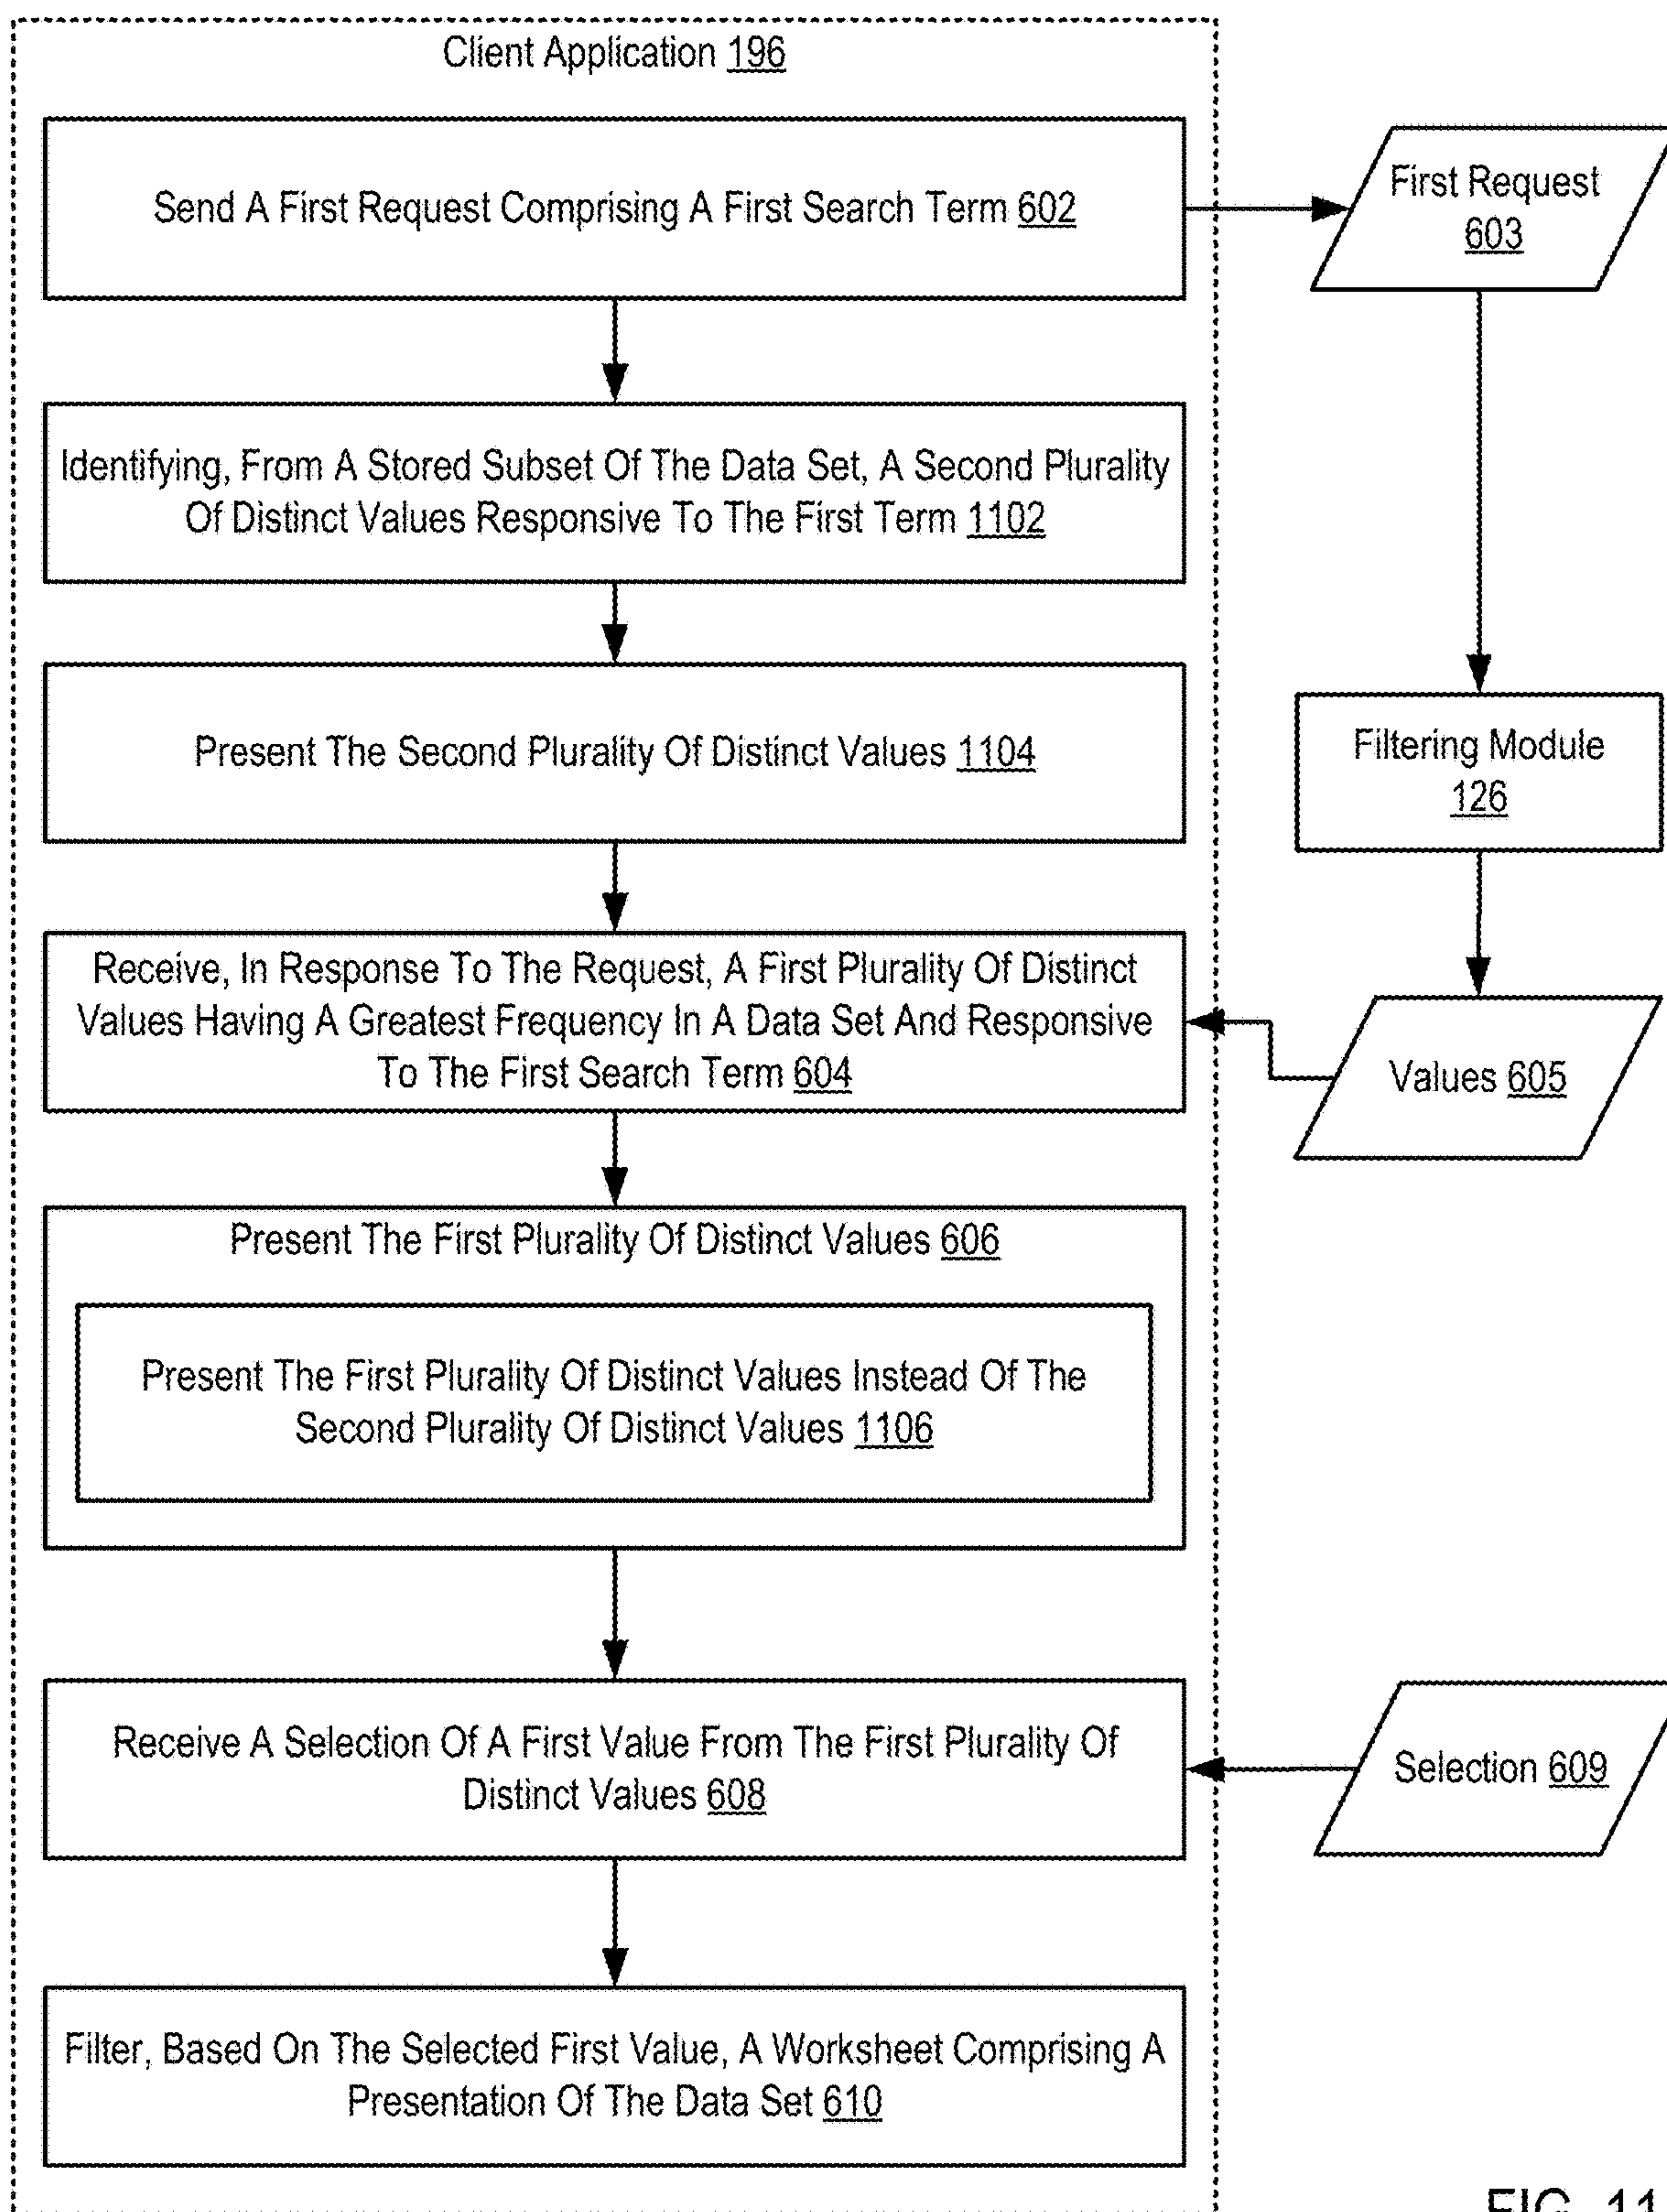 Client Application 196
Send A First Request Comprising A First Search Term 602
First Request
603
Identifying, From A Stored Subset Of The Data Set, A Second Plurality
Of Distinct Values Responsive To The First Term 1102
Present The Second Plurality Of Distinct Values 1104
Filtering Module
126
Receive, In Response To The Request, A First Plurality Of Distinct
Values Having A Greatest Frequency In A Data Set And Responsive
To The First Search Term 604
Values 605
Present The First Plurality Of Distinct Values 606
Present The First Plurality Of Distinct Values Instead Of The
Second Plurality Of Distinct Values 1106
Receive A Selection Of A First Value From The First Plurality Of
Distinct Values 608
Selection 609
Filter, Based On The Selected First Value, A Worksheet Comprising A
Presentation Of The Data Set 610
FIG. 11